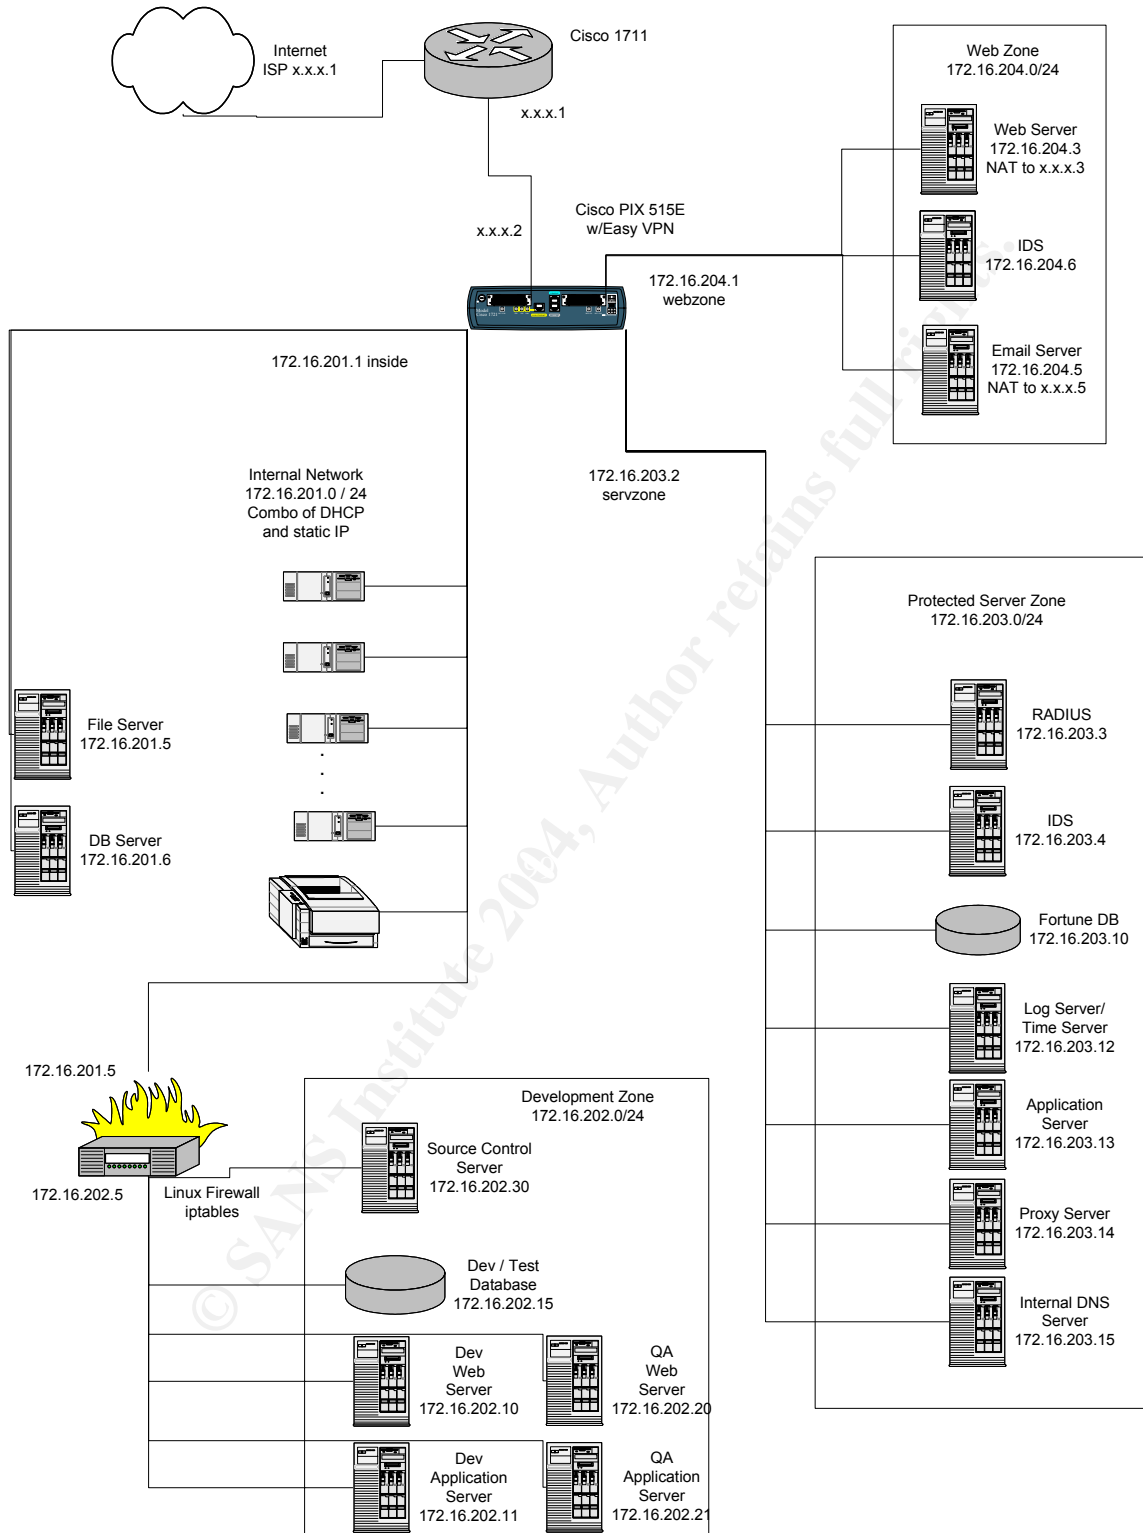 Internet
ISP x.x.x.1
Cisco 1711
x.x.x.1
x.x.x.2
Cisco PIX 515E
w/Easy VPN
172.16.204.1
webzone
Web Zone
172.16.204.0/24
Web Server
172.16.204.3
NAT to x.x.x.3
IDS
172.16.204.6
Email Server
172.16.204.5
NAT to x.x.x.5
172.16.201.1 inside
172.16.203.2
servzone
Internal Network
172.16.201.0 / 24
Combo of DHCP
and static IP
File Server
172.16.201.5
DB Server
172.16.201.6
Protected Server Zone
172.16.203.0/24
RADIUS
172.16.203.3
IDS
172.16.203.4
Fortune DB
172.16.203.10
Log Server/
Time Server
172.16.203.12
Application
Server
172.16.203.13
Proxy Server
172.16.203.14
Internal DNS
Server
172.16.203.15
172.16.201.5
172.16.202.5
Linux Firewall
iptables
Development Zone
172.16.202.0/24
Source Control
Server
172.16.202.30
Dev / Test
Database
172.16.202.15
Dev
Web
Server
172.16.202.10
QA
Web
Server
172.16.202.20
Dev
Application
Server
172.16.202.11
QA
Application
Server
172.16.202.21
© SANS Institute 2004, Author retains full rights.